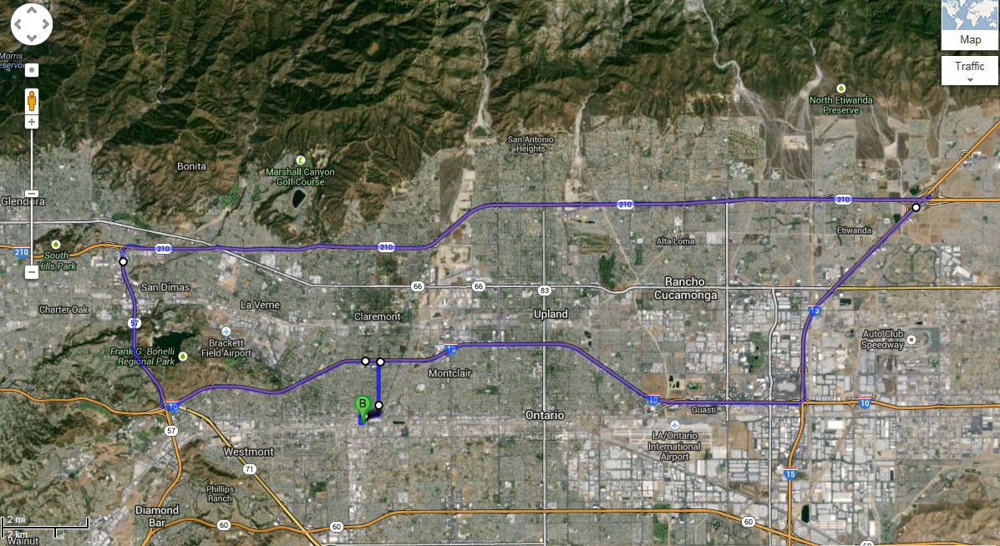 Map
Traffic
Morris
North Etiwanda
Preserve
San Antonio
Heights
Bonita
Marshall Canyon
Golf Course
Glendora
210
210
210
210
210
South
Hills Park
Etiwanda
Alta Loma
San Dimas
66
66
83
Rancho
Cucamonga
La Verne
Charter Oak
57
Claremont
Upland
15
Brackett
Field Airport
Auto Club
Speedway
Frank G. Bonelli
Regional Park
10
Montclair
B
10
10
Guasti
10
Ontario
57
LA/Ontario
International
Airport
Westmont
71
15
Phillips
Ranch
Diamond
Bar
2 mi
2 km
60
60
60
60
Walnut